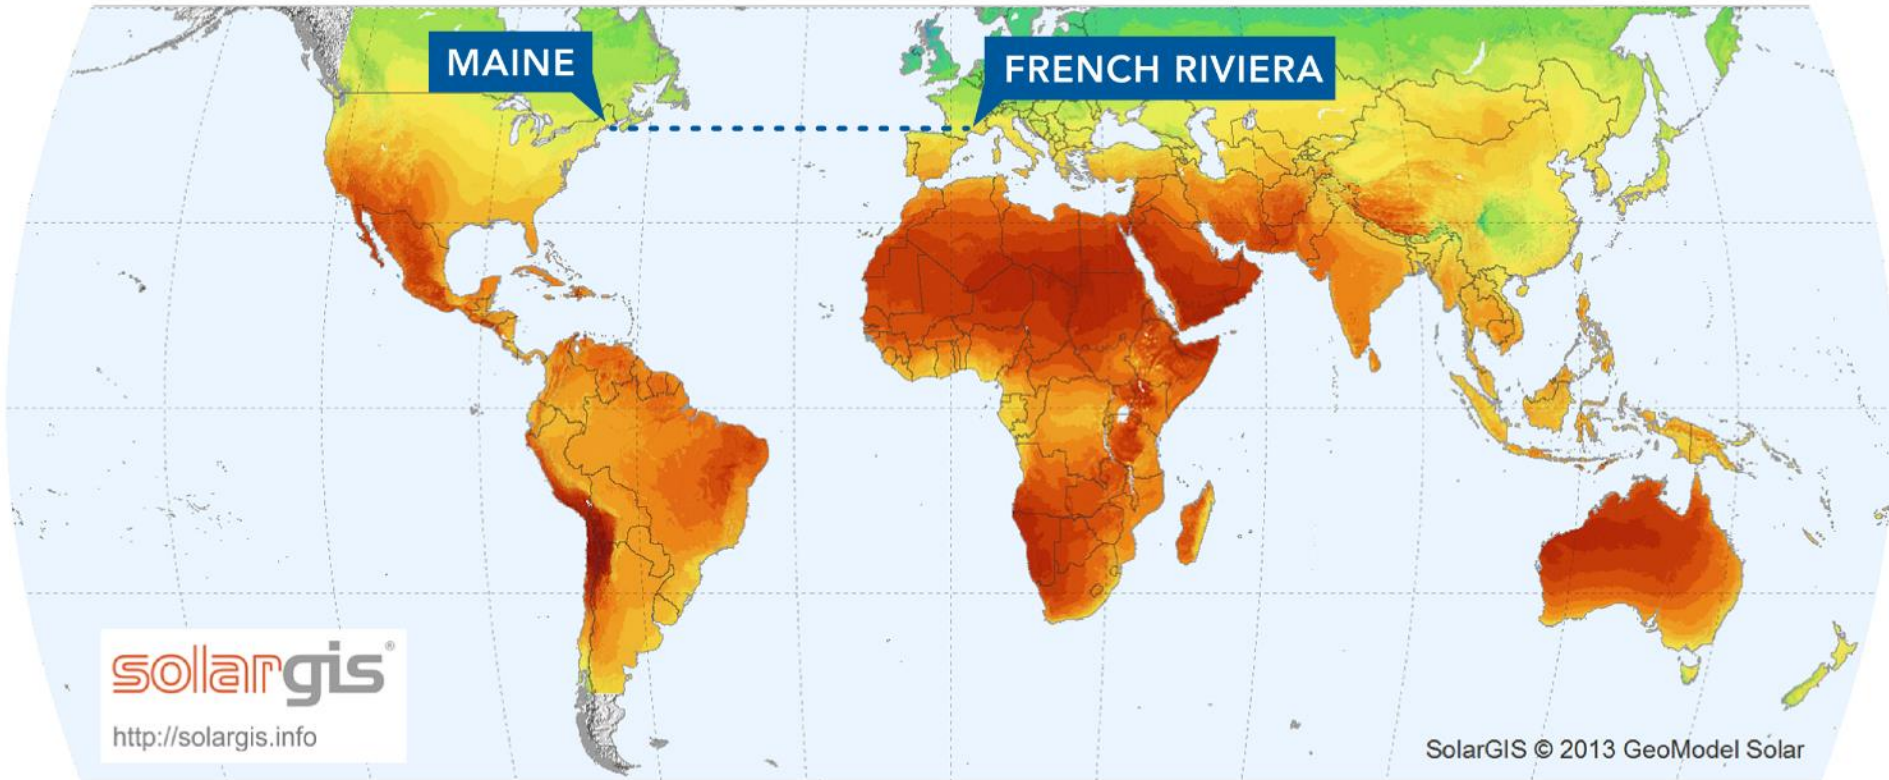 MAINE
FRENCH RIVIERA
solargis®
http://solargis.info
SolarGIS © 2013 GeoModel Solar